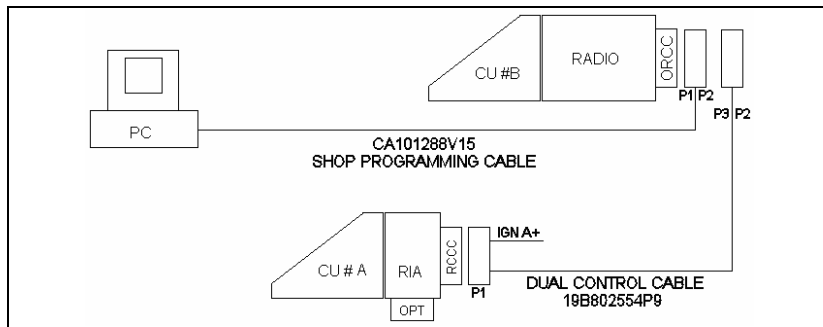 CU #B
RADIO
ORCC
P1 P2
P3 P2
PC
CA101288V15
SHOP PROGRAMMING CABLE
IGN A+
CU # A
RIA
RCCC
P1
OPT
DUAL CONTROL CABLE
19B802554P9